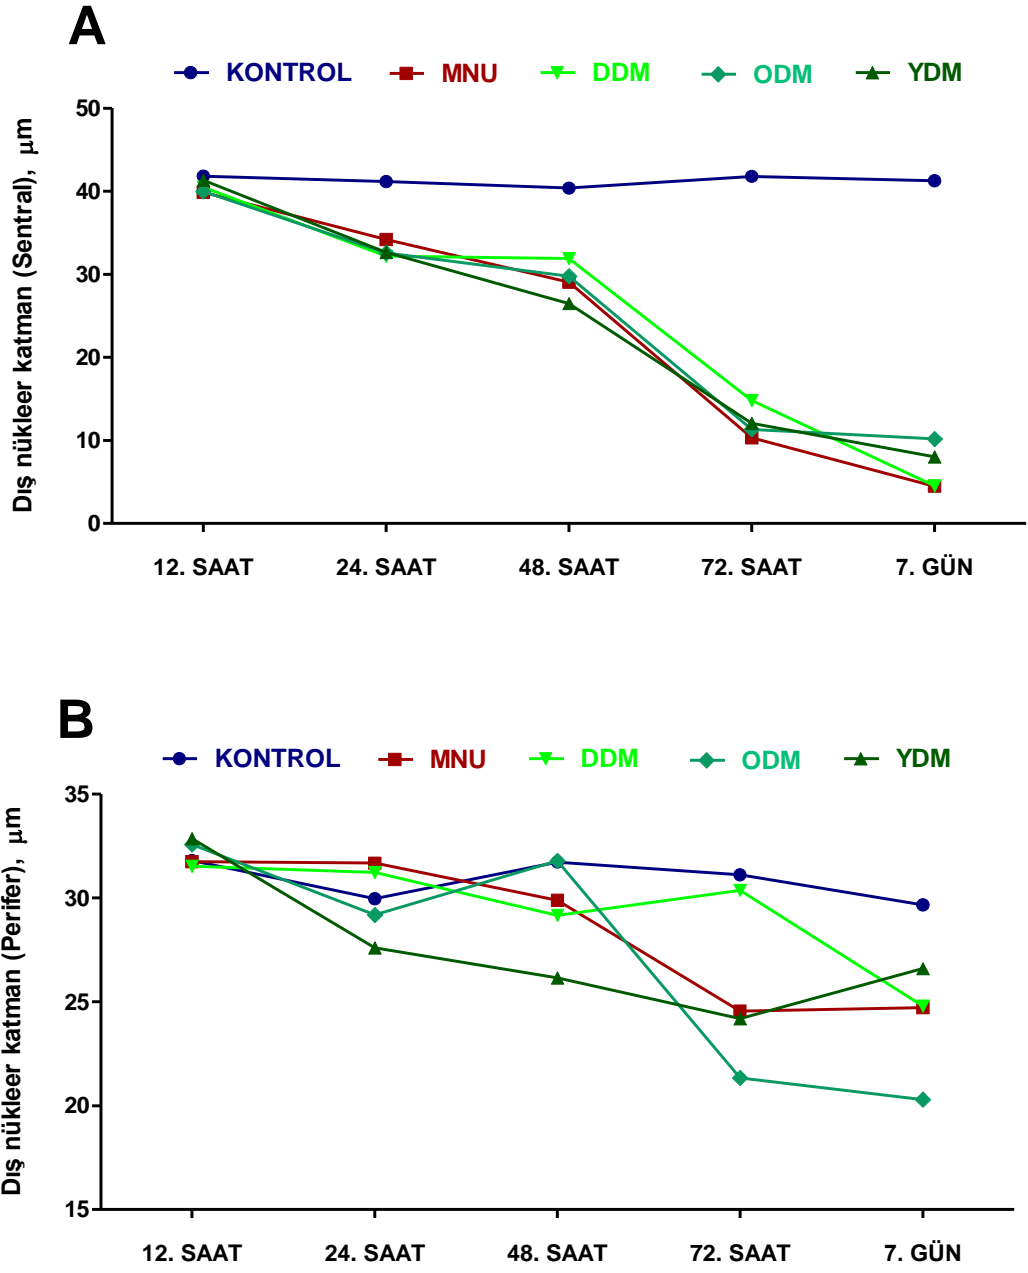 A
KONTROL MNU DDM ODM YDM
Dış nükleer katman (Sentral), µm
50
40
30
20
10
0
12. SAAT 24. SAAT 48. SAAT 72. SAAT 7. GÜN
B
KONTROL MNU DDM ODM YDM
Dış nükleer katman (Perifer), µm
35
30
25
20
15
12. SAAT 24. SAAT 48. SAAT 72. SAAT 7. GÜN